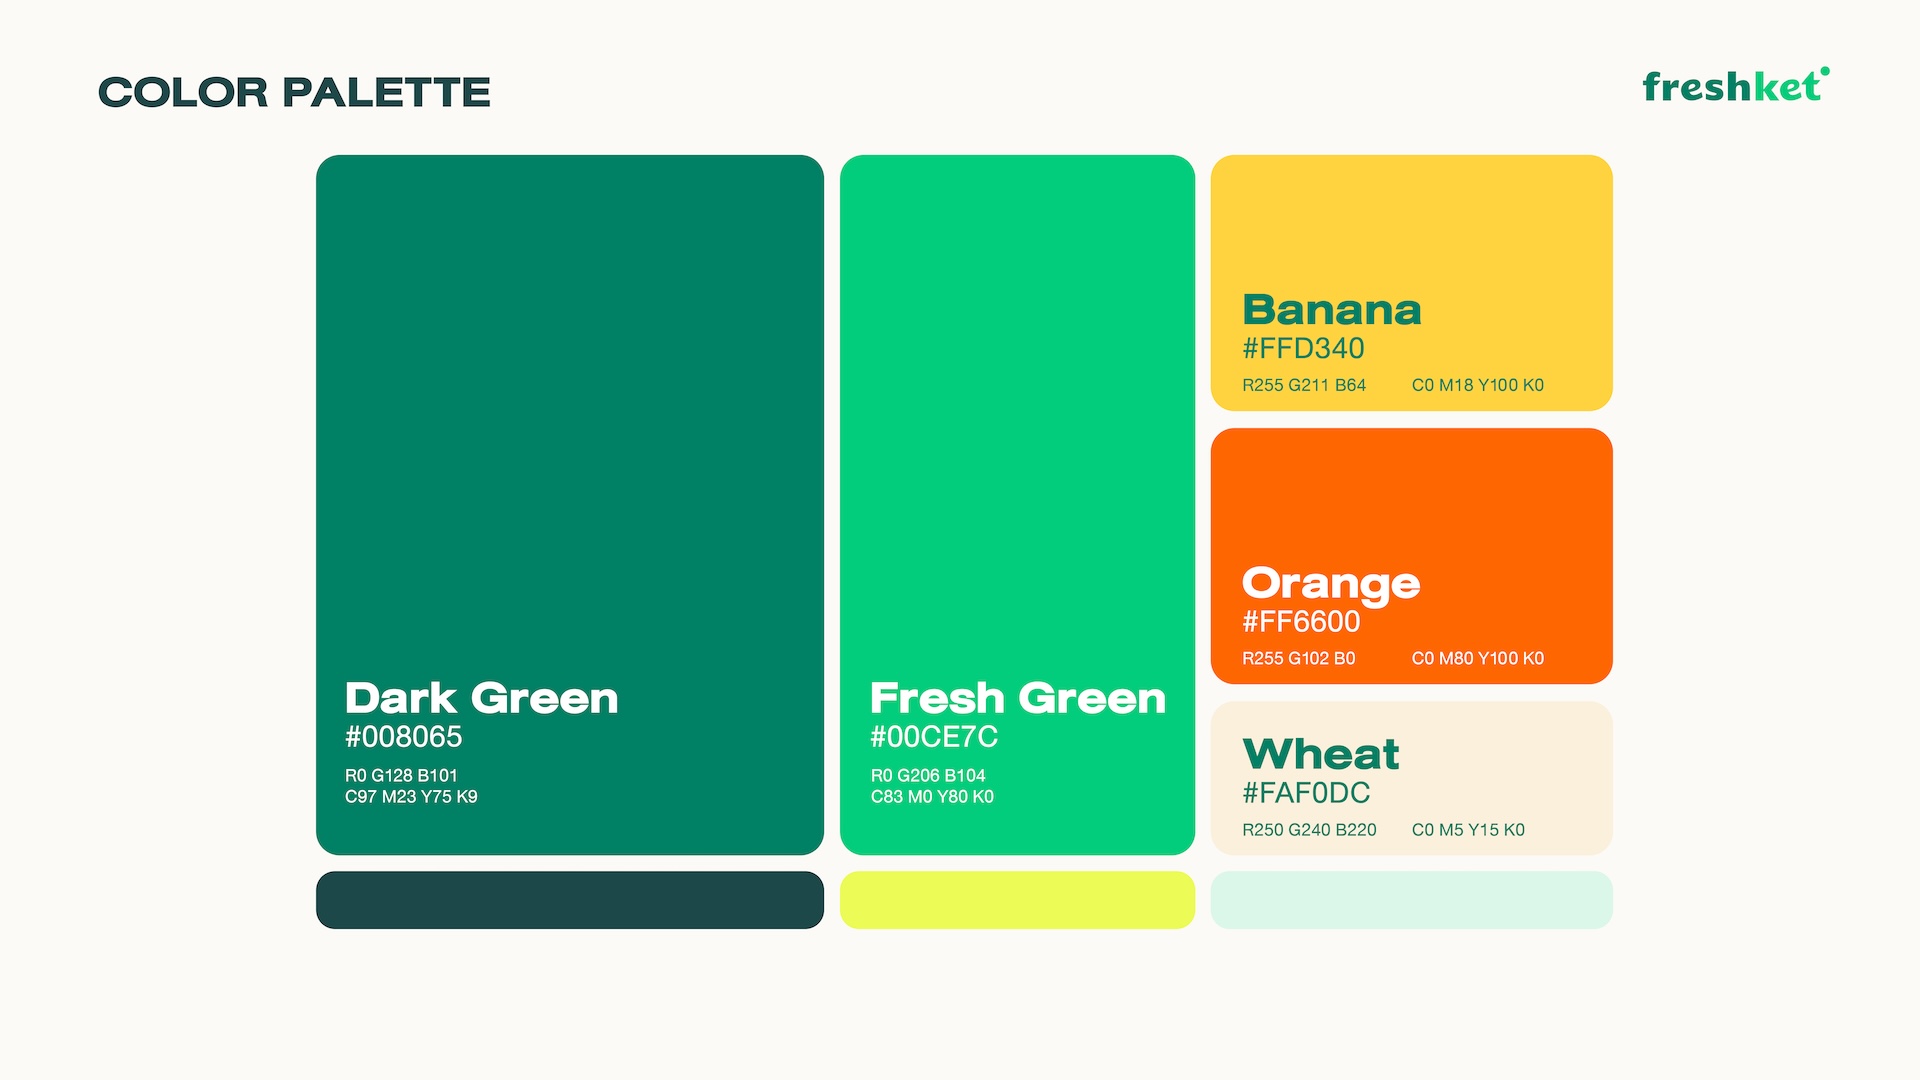 COLOR PALETTE
freshket
Dark Green
#008065
R0 G128 B101
C97 M23 Y75 K9
Fresh Green
#00CE7C
R0 G206 B104
C83 M0 Y80 K0
Banana
#FFD340
R255 G211 B64 C0 M18 Y100 K0
Orange
#FF6600
R255 G102 B0 C0 M80 Y100 K0
Wheat
#FAF0DC
R250 G240 B220 C0 M5 Y15 K0